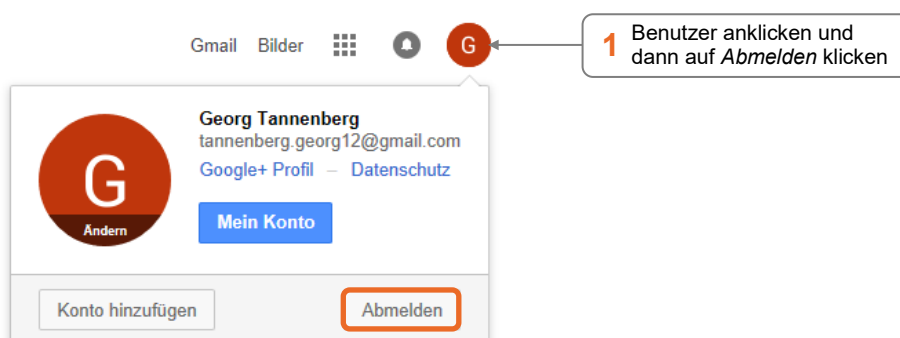 Gmail Bilder G
1 Benutzer anklicken und
dann auf Abmelden klicken
G
Ändern
Georg Tannenberg
tannenberg.georg12@gmail.com
Google+ Profil – Datenschutz
Mein Konto
Konto hinzufügen Abmelden